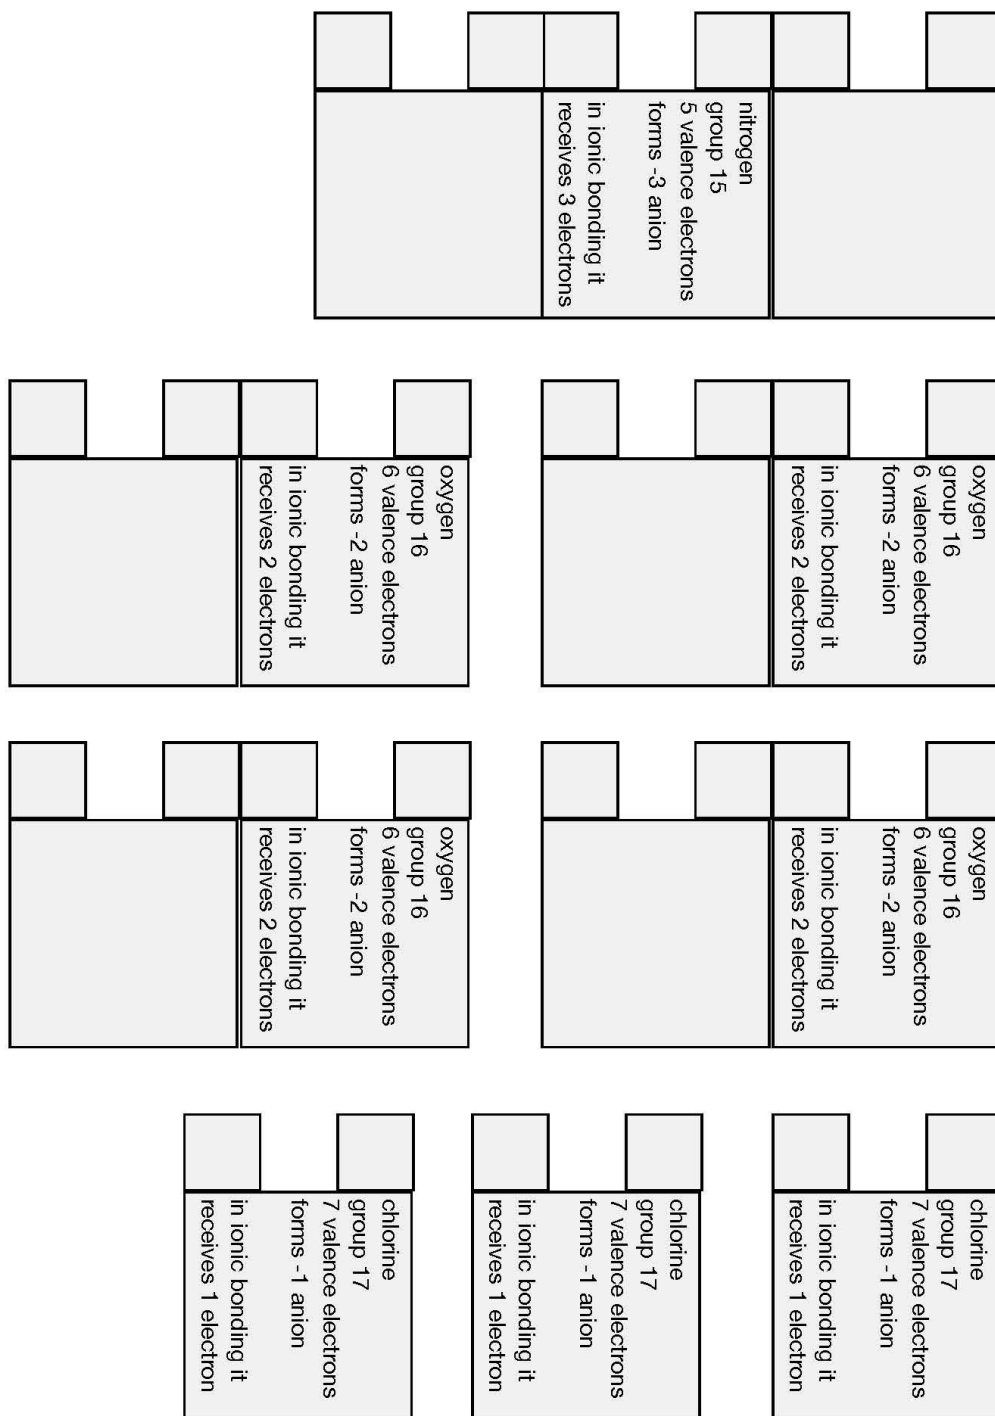 nitrogen
group 15
5 valence electrons
forms -3 anion
in ionic bonding it
receives 3 electrons
oxygen
group 16
6 valence electrons
forms -2 anion
in ionic bonding it
receives 2 electrons
oxygen
group 16
6 valence electrons
forms -2 anion
in ionic bonding it
receives 2 electrons
oxygen
group 16
6 valence electrons
forms -2 anion
in ionic bonding it
receives 2 electrons
oxygen
group 16
6 valence electrons
forms -2 anion
in ionic bonding it
receives 2 electrons
chlorine
group 17
7 valence electrons
forms -1 anion
in ionic bonding it
receives 1 electron
chlorine
group 17
7 valence electrons
forms -1 anion
in ionic bonding it
receives 1 electron
chlorine
group 17
7 valence electrons
forms -1 anion
in ionic bonding it
receives 1 electron